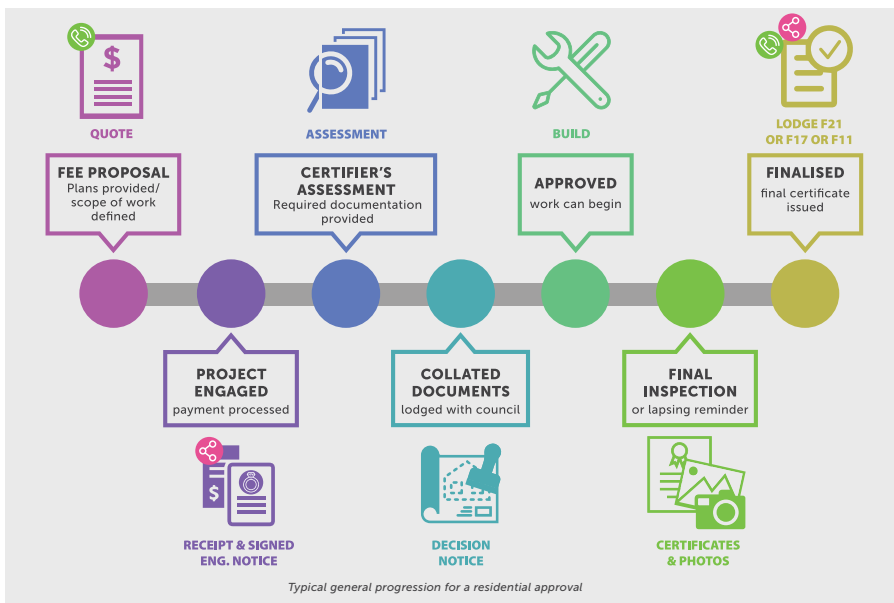 $
QUOTE
ASSESSMENT
BUILD
LODGE F21
OR F17 OR F11
FEE PROPOSAL
Plans provided/
scope of work
defined
CERTIFIER'S
ASSESSMENT
Required documentation
provided
APPROVED
work can begin
FINALISED
final certificate
issued
PROJECT
ENGAGED
payment processed
COLLATED
DOCUMENTS
lodged with council
FINAL
INSPECTION
or lapsing reminder
$
RECEIPT & SIGNED
ENG. NOTICE
DECISION
NOTICE
CERTIFICATES
& PHOTOS
Typical general progression for a residential approval